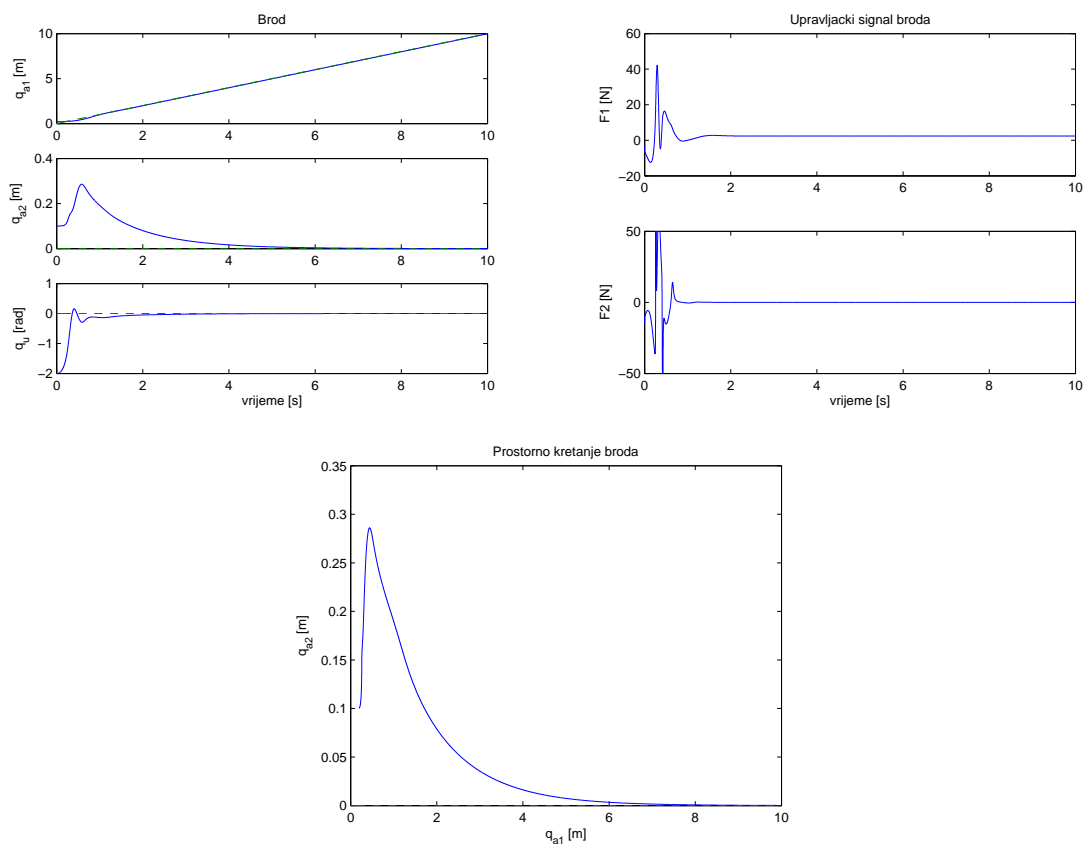 Brod
10
5
0
q_a1 [m]
0 2 4 6 8 10
0.4
0.2
0
q_a2 [m]
0 2 4 6 8 10
1
0
−1
−2
q_u [rad]
0 2 4 6 8 10
vrijeme [s]
Upravljacki signal broda
60
40
20
0
−20
F1 [N]
0 2 4 6 8 10
50
0
−50
F2 [N]
0 2 4 6 8 10
vrijeme [s]
Prostorno kretanje broda
0.35
0.3
0.25
0.2
0.15
0.1
0.05
0
q_a2 [m]
0 2 4 6 8 10
q_a1 [m]